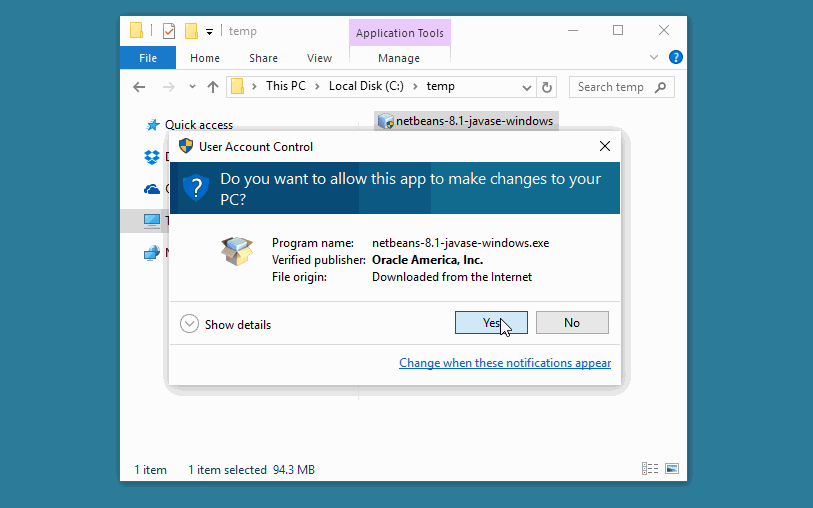 temp
Application Tools
File Home Share View Manage
This PC Local Disk (C:) temp
Search temp
Quick access
netbeans-8.1-javase-windows
User Account Control
Do you want to allow this app to make changes to your
PC?
Program name: netbeans-8.1-javase-windows.exe
Verified publisher: Oracle America, Inc.
File origin: Downloaded from the Internet
Show details
Yes
No
Change when these notifications appear
1 item 1 item selected 94.3 MB